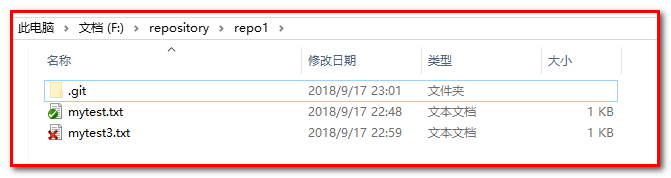 此电脑 › 文档 (F:) › repository › repo1 ›
名称 修改日期 类型 大小
.git 2018/9/17 23:01 文件夹
mytest.txt 2018/9/17 22:48 文本文档 1 KB
mytest3.txt 2018/9/17 22:59 文本文档 1 KB